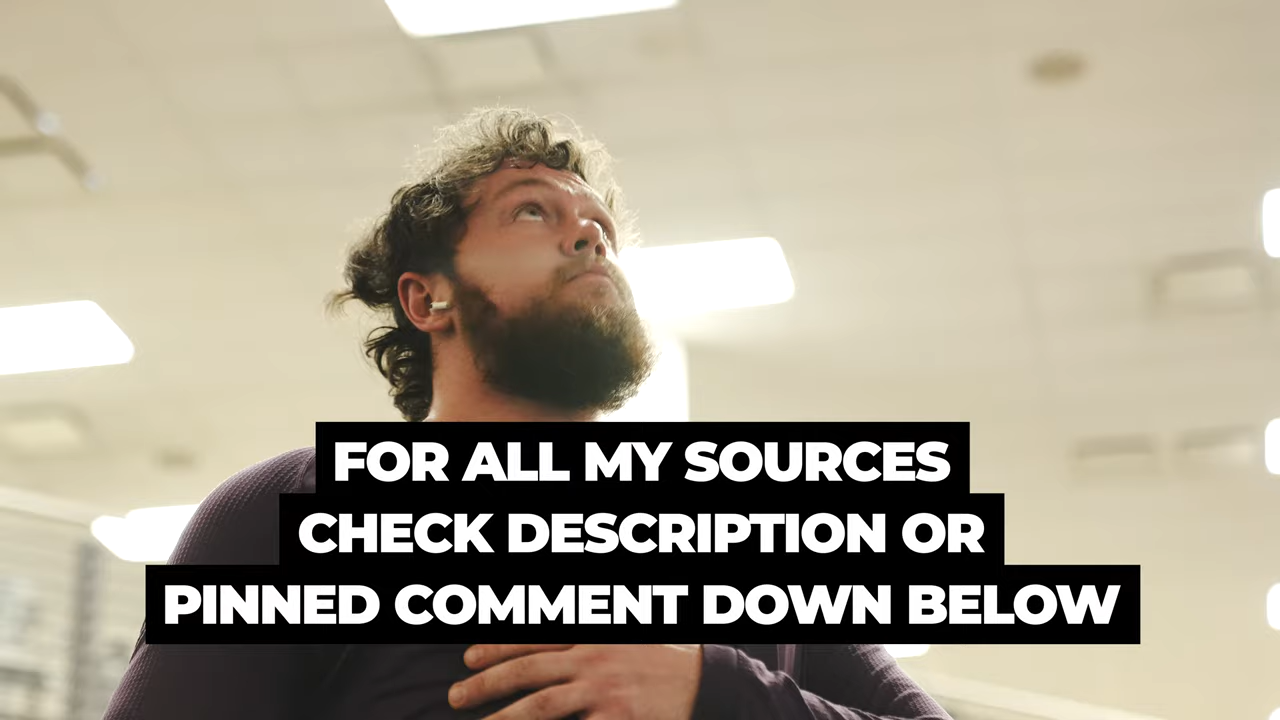 FOR ALL MY SOURCES
CHECK DESCRIPTION OR
PINNED COMMENT DOWN BELOW